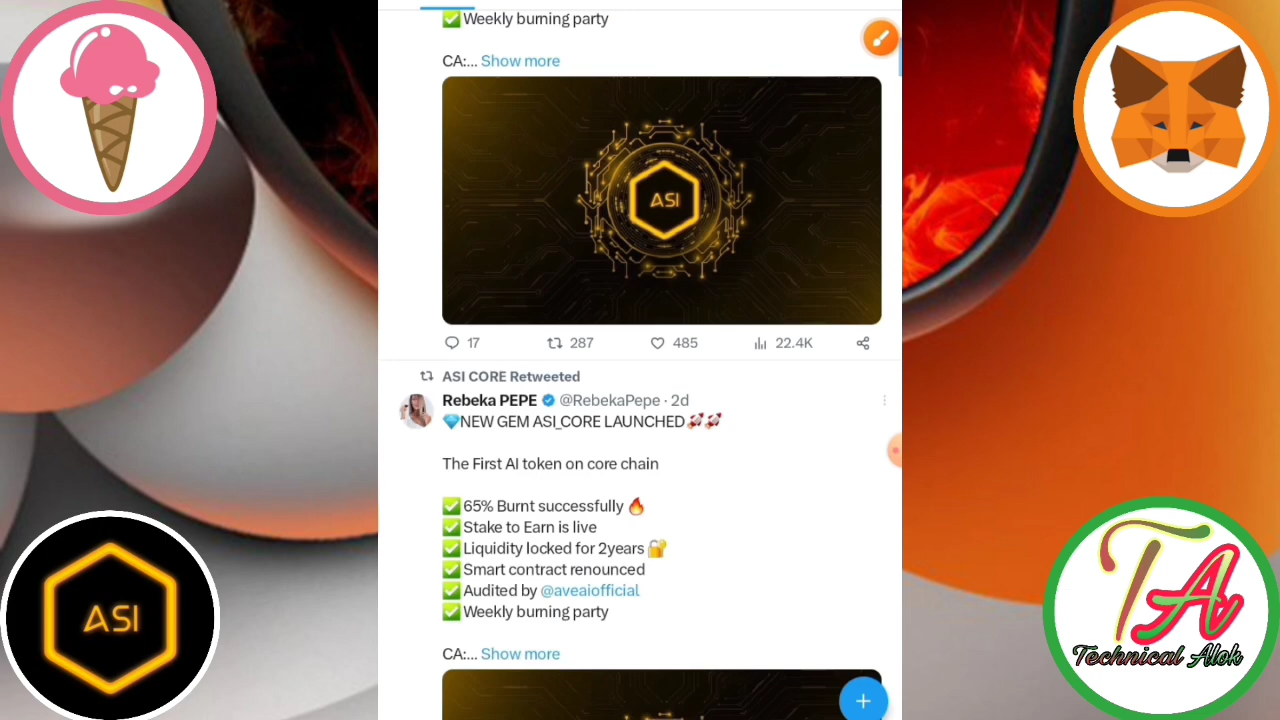 ✅Weekly burning party
CA:... Show more
ASI
17 287 485 22.4K
ASI CORE Retweeted
Rebeka PEPE @RebekaPepe · 2d
💎NEW GEM ASI_CORE LAUNCHED🚀🚀
The First AI token on core chain
✅65% Burnt successfully🔥
✅Stake to Earn is live
✅Liquidity locked for 2years🔐
✅Smart contract renounced
✅Audited by @aveaiofficial
✅Weekly burning party
CA:... Show more
ASI
TA
Technical Alok